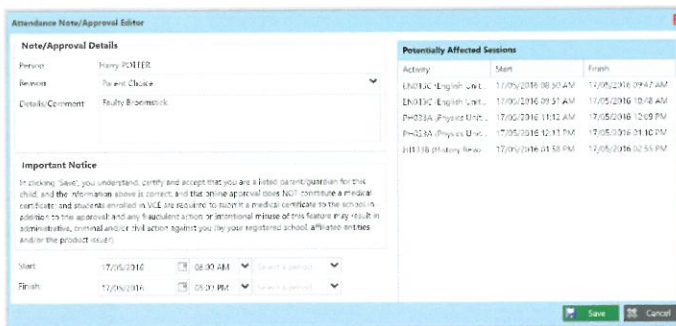 Attendance Note/Approval Editor
Note/Approval Details
Person: Harry POTTER
Reason: Parent Choice
Details/Comment: Faulty Broomstick
Important Notice
In clicking 'Save', you understand, certify and accept that you are a listed parent/guardian for this
child, and the information above is correct; and this online approval does NOT constitute a medical
certificate; and students enrolled in VCE are required to submit a medical certificate to the school in
addition to this approval; and any fraudulent action or intentional misuse of this feature may result in
administrative, criminal and/or civil action against you (by your registered school, affiliated entities
and/or the product issuer).
Start: 17/05/2016 08:00 AM Select a period
Finish: 17/05/2016 06:00 PM Select a period
Potentially Affected Sessions
Activity Start Finish
EN013C (English Unit... 17/05/2016 08:50 AM 17/05/2016 09:47 AM
EN013C (English Unit... 17/05/2016 09:51 AM 17/05/2016 10:48 AM
PH023A (Physics Unit... 17/05/2016 11:12 AM 17/05/2016 12:09 PM
PH023A (Physics Unit... 17/05/2016 12:13 PM 17/05/2016 01:10 PM
HI133B (History Revo... 17/05/2016 01:58 PM 17/05/2016 02:55 PM
Save Cancel